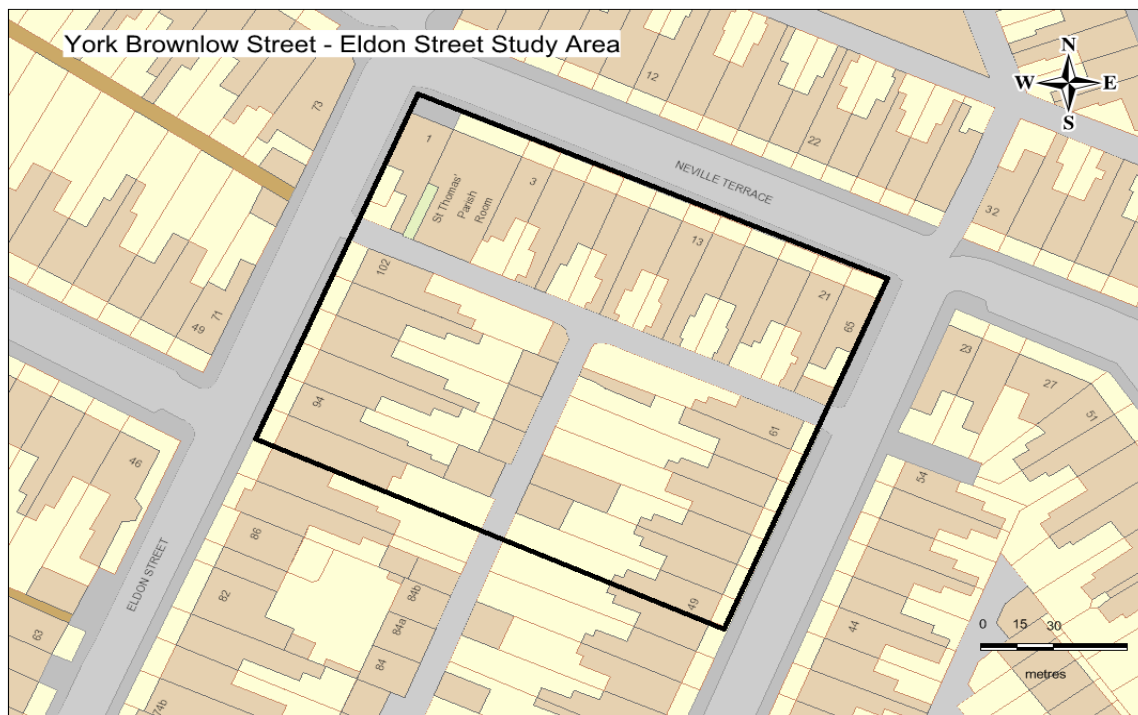 York Brownlow Street - Eldon Street Study Area
N
W E
S
12
73
22
NEVILLE TERRACE
1
St Thomas'
Parish
Room
3
32
13
21
65
102
71
49
23
27
51
94
61
46
54
86
ELDON STREET
82
84b
84a
84
49
44
63
74b
0 15 30
metres